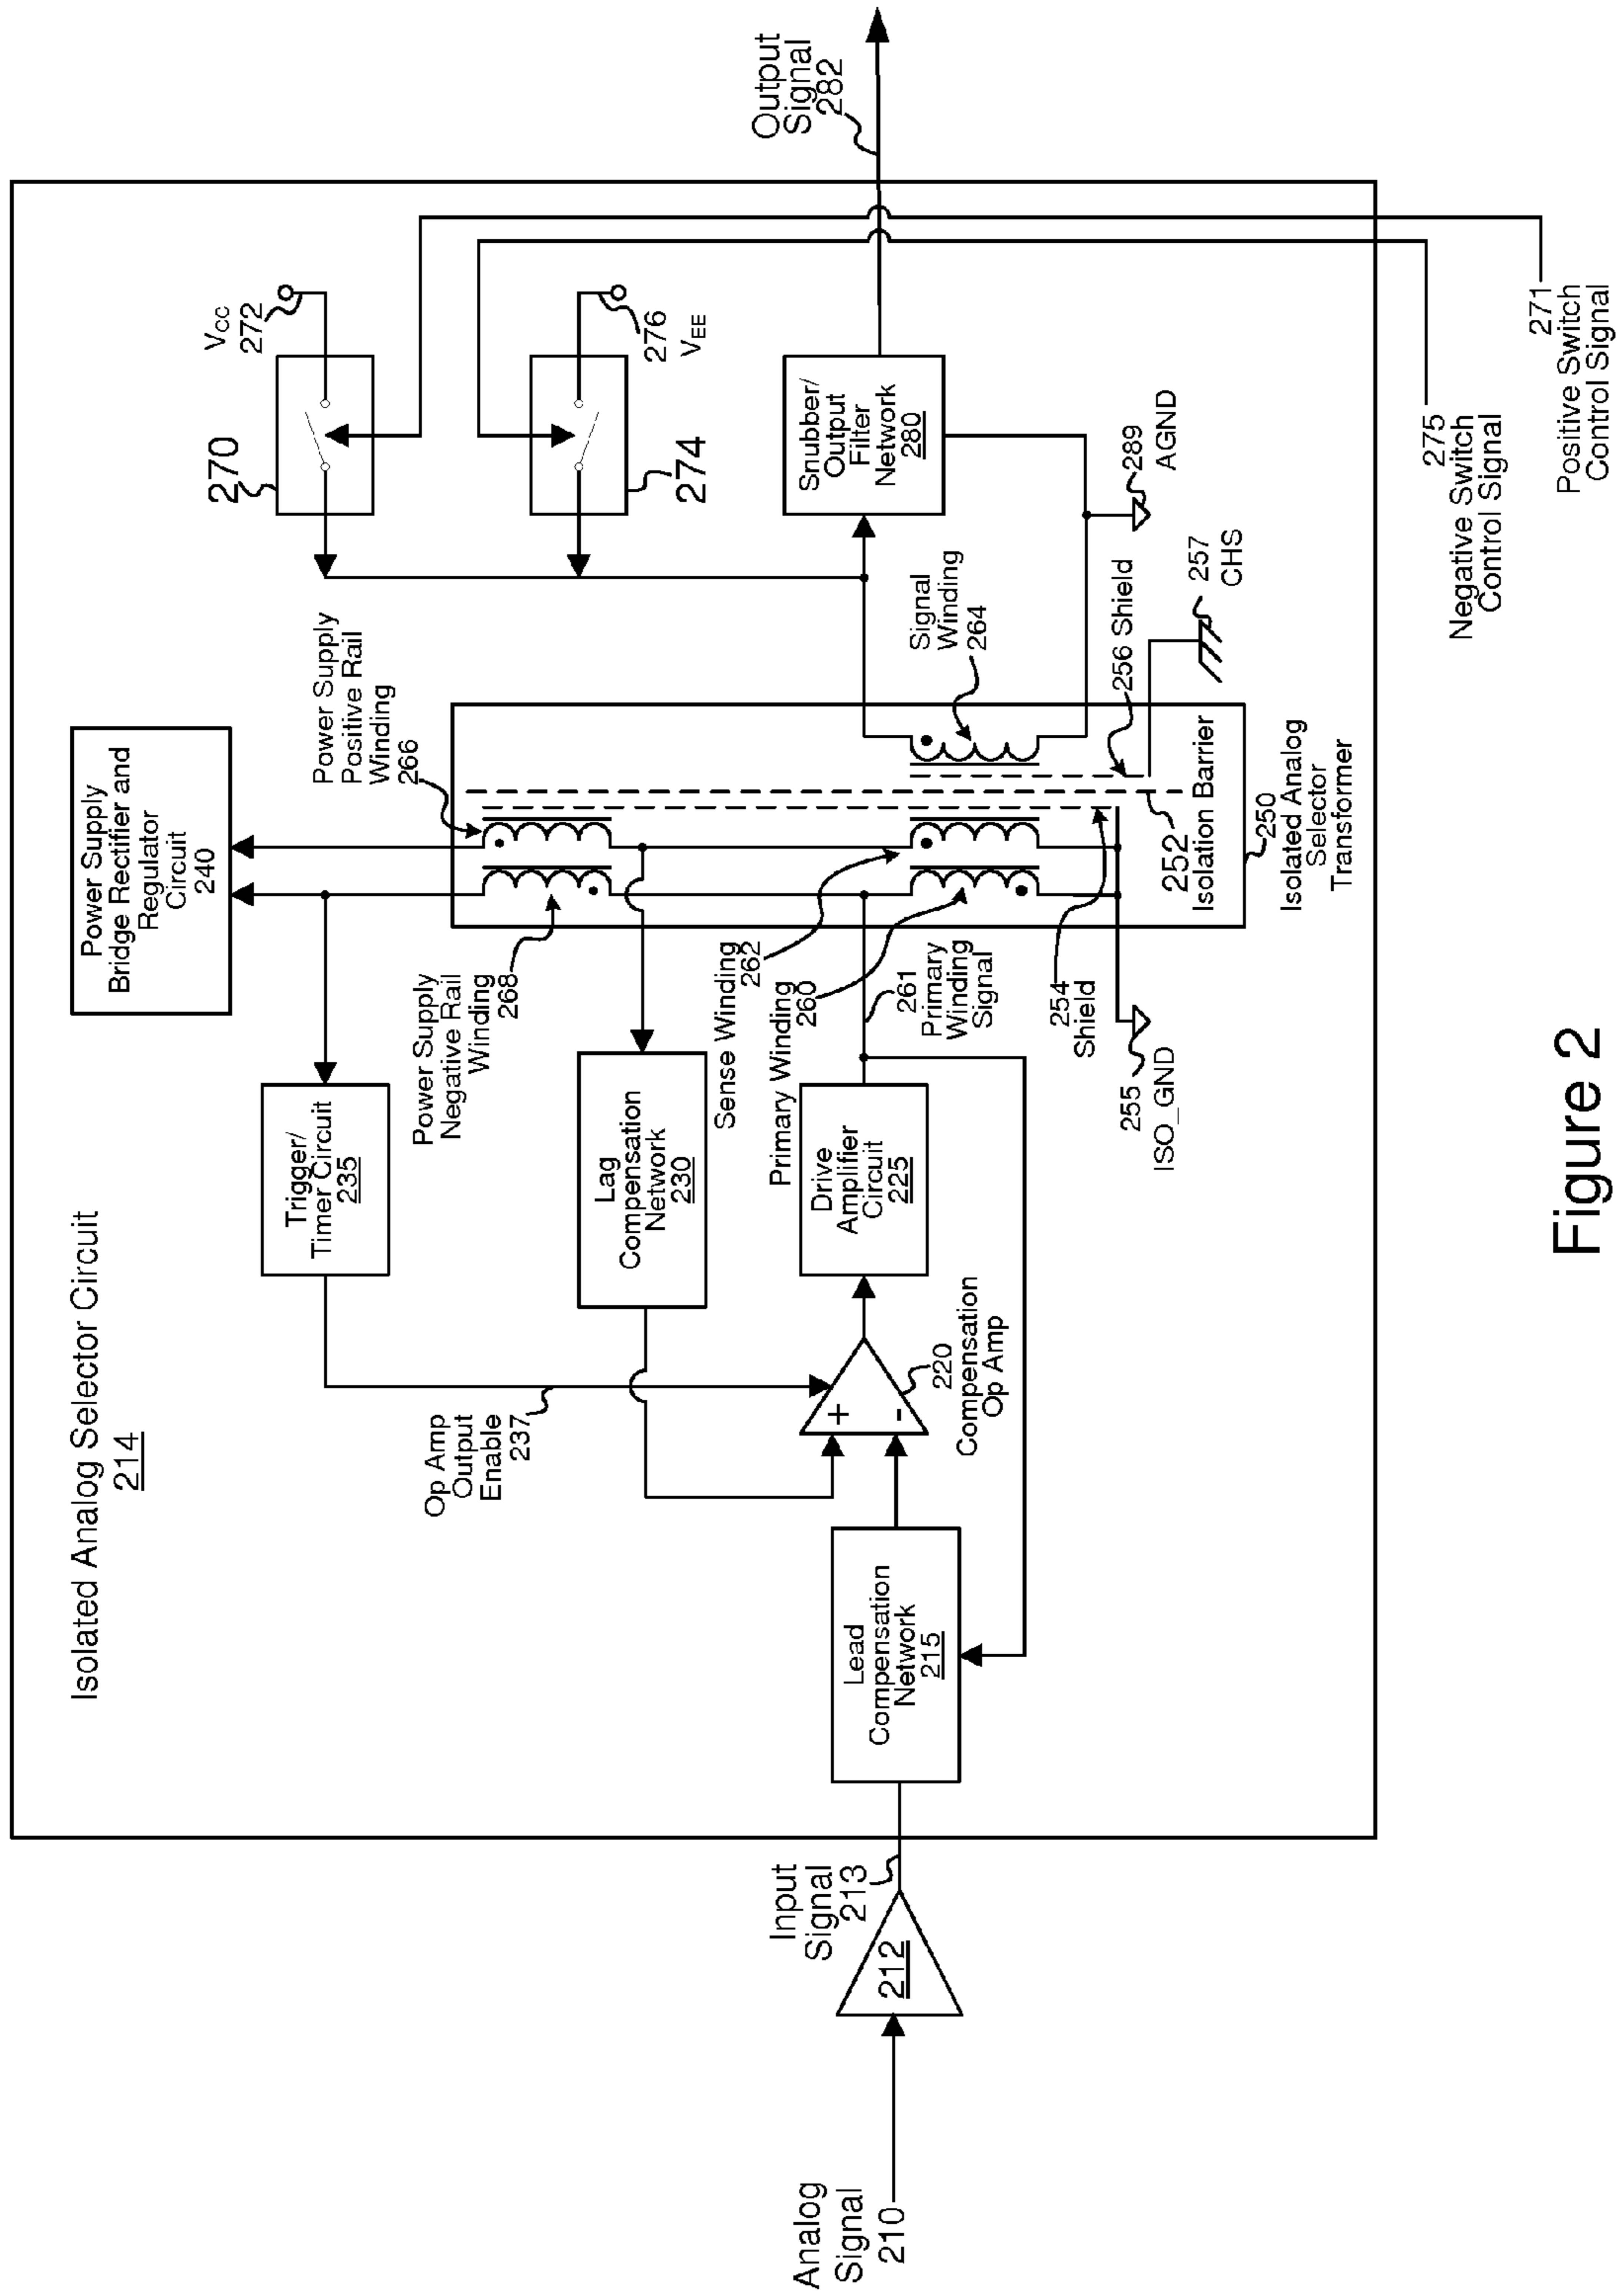 Isolated Analog Selector Circuit
214
Power Supply
Bridge Rectifier and
Regulator
Circuit
240
Trigger/
Timer Circuit
235
Op Amp
Output
Enable
237
Lag
Compensation
Network
230
Power Supply
Negative Rail
Winding
268
Power Supply
Positive Rail
Winding
266
VCC
272
270
276
VEE
274
Analog
Signal
210
212
Input
Signal
213
Lead
Compensation
Network
215
+
-
220
Compensation
Op Amp
Drive
Amplifier
Circuit
225
Sense Winding
262
Primary Winding
260
261
Primary
Winding
Signal
254
Shield
255
ISO_GND
252
Isolation Barrier
250
Isolated Analog
Selector
Transformer
Signal
Winding
264
256 Shield
257
CHS
Snubber/
Output
Filter
Network
280
289
AGND
Output
Signal
282
275
Negative Switch
Control Signal
271
Positive Switch
Control Signal
Figure 2